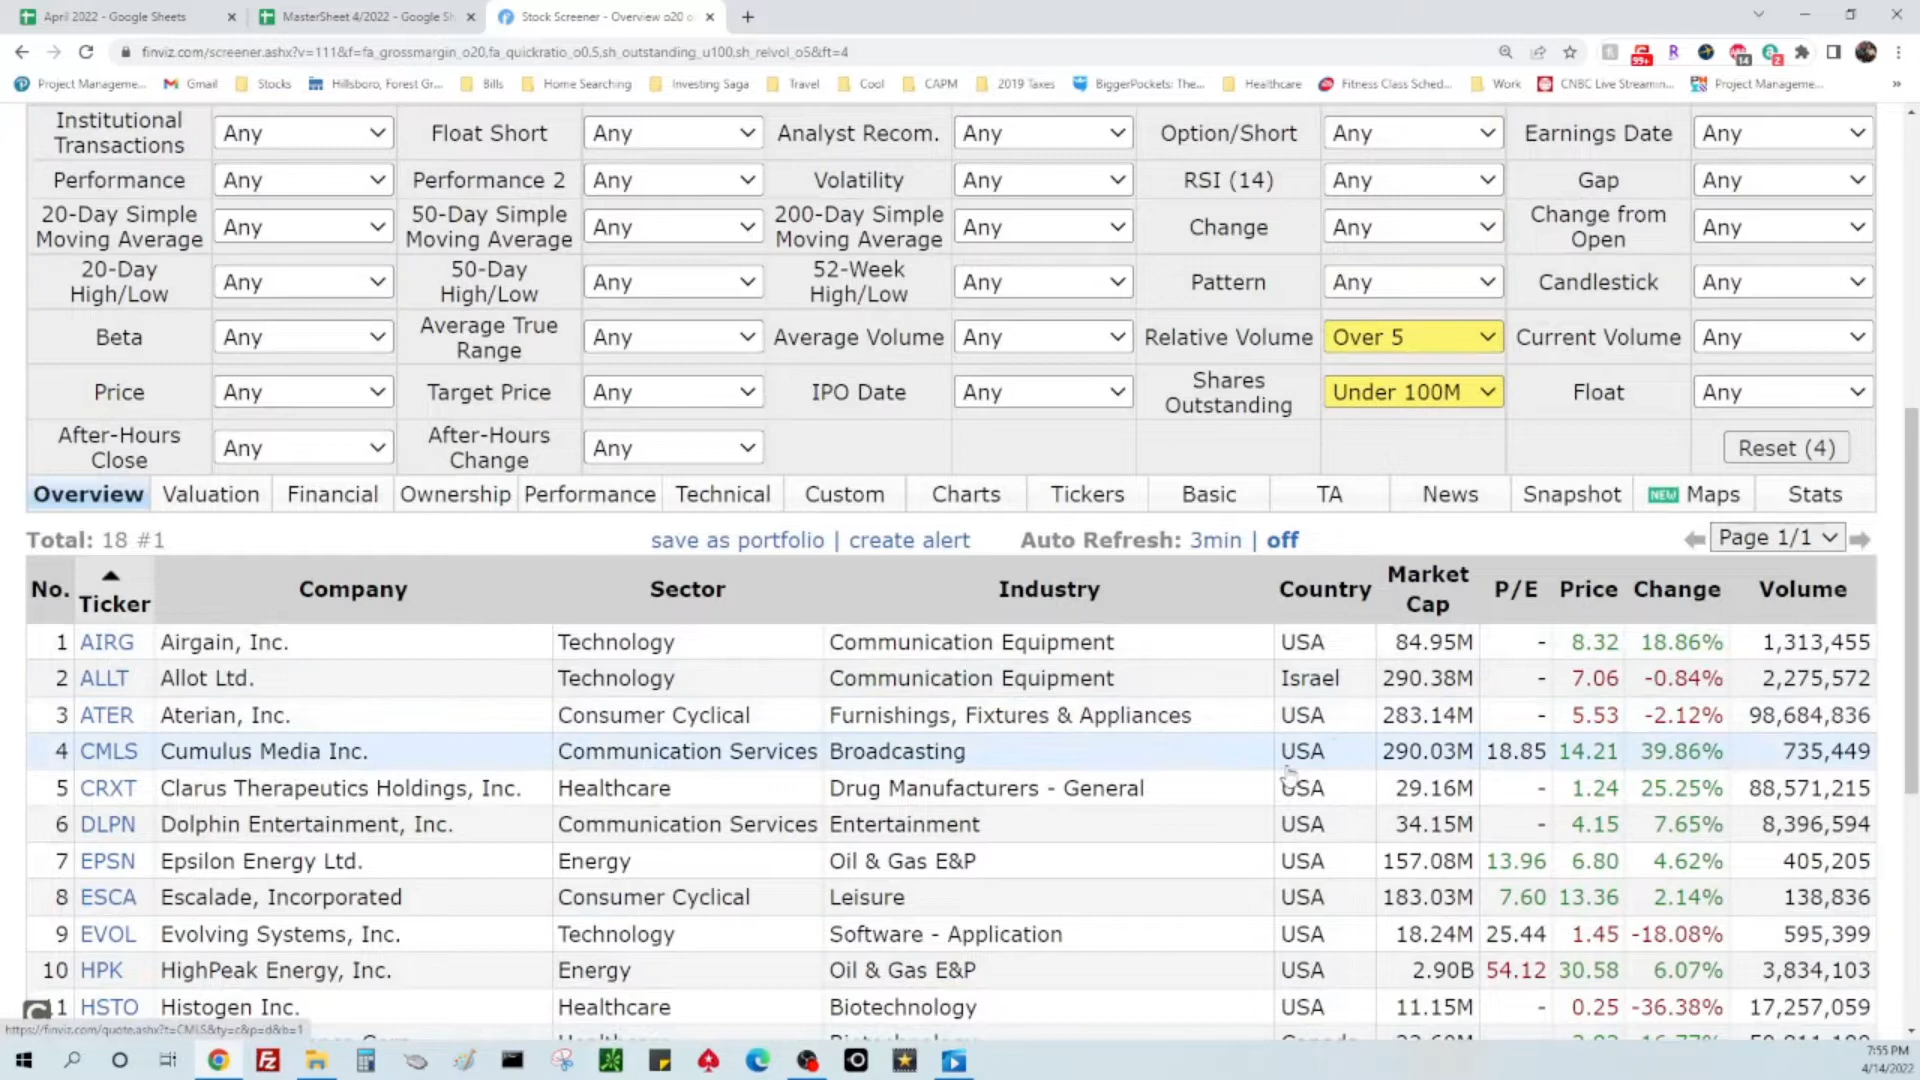 April 2022 - Google Sheets
MasterSheet 4/2022 - Google Sh
Stock Screener - Overview o20 o
finviz.com/screener.ashx?v=111&f=fa_grossmargin_o20,fa_quickratio_o0.5,sh_outstanding_u100,sh_relvol_o5&ft=4
99+ R 14 2
Project Manageme... Gmail Stocks Hillsboro, Forest Gr... Bills Home Searching Investing Saga Travel Cool CAPM 2019 Taxes BiggerPockets: The... Healthcare Fitness Class Sched... Work CNBC Live Streamin... Project Manageme... »
Institutional Transactions Any Float Short Any Analyst Recom. Any Option/Short Any Earnings Date Any
Performance Any Performance 2 Any Volatility Any RSI (14) Any Gap Any
20-Day Simple Moving Average Any 50-Day Simple Moving Average Any 200-Day Simple Moving Average Any Change Any Change from Open Any
20-Day High/Low Any 50-Day High/Low Any 52-Week High/Low Any Pattern Any Candlestick Any
Beta Any Average True Range Any Average Volume Any Relative Volume Over 5 Current Volume Any
Price Any Target Price Any IPO Date Any Shares Outstanding Under 100M Float Any
After-Hours Close Any After-Hours Change Any Reset (4)
Overview Valuation Financial Ownership Performance Technical Custom Charts Tickers Basic TA News Snapshot NEW Maps Stats
Total: 18 #1 save as portfolio | create alert Auto Refresh: 3min | off Page 1/1
No. Ticker Company Sector Industry Country Market Cap P/E Price Change Volume
1 AIRG Airgain, Inc. Technology Communication Equipment USA 84.95M - 8.32 18.86% 1,313,455
2 ALLT Allot Ltd. Technology Communication Equipment Israel 290.38M - 7.06 -0.84% 2,275,572
3 ATER Aterian, Inc. Consumer Cyclical Furnishings, Fixtures & Appliances USA 283.14M - 5.53 -2.12% 98,684,836
4 CMLS Cumulus Media Inc. Communication Services Broadcasting USA 290.03M 18.85 14.21 39.86% 735,449
5 CRXT Clarus Therapeutics Holdings, Inc. Healthcare Drug Manufacturers - General USA 29.16M - 1.24 25.25% 88,571,215
6 DLPN Dolphin Entertainment, Inc. Communication Services Entertainment USA 34.15M - 4.15 7.65% 8,396,594
7 EPSN Epsilon Energy Ltd. Energy Oil & Gas E&P USA 157.08M 13.96 6.80 4.62% 405,205
8 ESCA Escalade, Incorporated Consumer Cyclical Leisure USA 183.03M 7.60 13.36 2.14% 138,836
9 EVOL Evolving Systems, Inc. Technology Software - Application USA 18.24M 25.44 1.45 -18.08% 595,399
10 HPK HighPeak Energy, Inc. Energy Oil & Gas E&P USA 2.90B 54.12 30.58 6.07% 3,834,103
11 HSTO Histogen Inc. Healthcare Biotechnology USA 11.15M - 0.25 -36.38% 17,257,059
https://finviz.com/quote.ashx?t=CMLS&ty=c&p=d&b=1
7:55 PM
4/14/2022